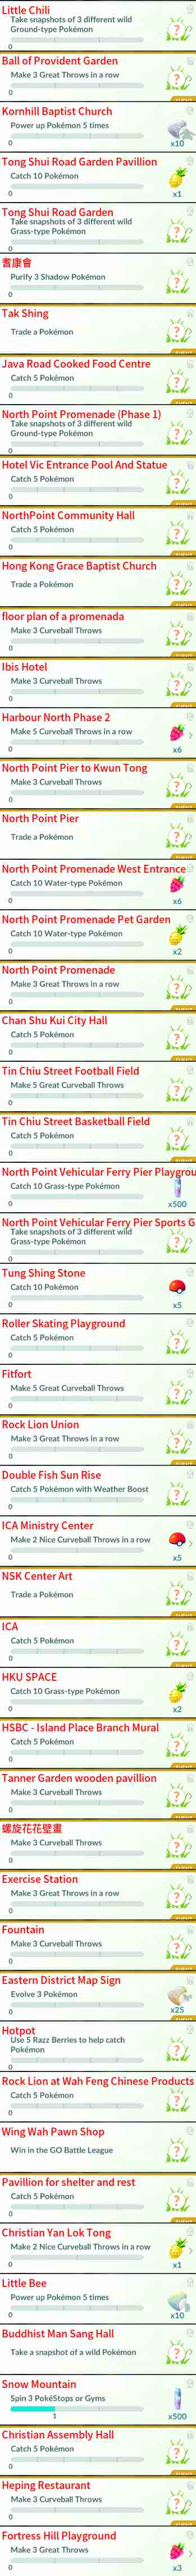 Little Chili
Take snapshots of 3 different wild
Ground-type Pokémon
0
Ball of Provident Garden
Make 3 Great Throws in a row
0
Kornhill Baptist Church
Power up Pokémon 5 times
0
x10
Tong Shui Road Garden Pavillion
Catch 10 Pokémon
0
x1
Tong Shui Road Garden
Take snapshots of 3 different wild
Grass-type Pokémon
0
耆康會
Purify 3 Shadow Pokémon
0
Tak Shing
Trade a Pokémon
Java Road Cooked Food Centre
Catch 5 Pokémon
0
North Point Promenade (Phase 1)
Take snapshots of 3 different wild
Ground-type Pokémon
0
Hotel Vic Entrance Pool And Statue
Catch 5 Pokémon
0
NorthPoint Community Hall
Catch 5 Pokémon
0
Hong Kong Grace Baptist Church
Trade a Pokémon
floor plan of a promenada
Make 3 Curveball Throws
0
Ibis Hotel
Make 3 Curveball Throws
0
Harbour North Phase 2
Make 5 Curveball Throws in a row
0
x6
North Point Pier to Kwun Tong
Make 3 Curveball Throws
0
North Point Pier
Trade a Pokémon
North Point Promenade West Entrance
Catch 10 Water-type Pokémon
0
x6
North Point Promenade Pet Garden
Catch 10 Water-type Pokémon
0
x2
North Point Promenade
Make 3 Great Throws in a row
0
Chan Shu Kui City Hall
Catch 5 Pokémon
0
Tin Chiu Street Football Field
Make 5 Great Curveball Throws
0
Tin Chiu Street Basketball Field
Catch 5 Pokémon
0
North Point Vehicular Ferry Pier Playgrou
Catch 10 Grass-type Pokémon
0
x500
North Point Vehicular Ferry Pier Sports G
Take snapshots of 3 different wild
Grass-type Pokémon
0
Tung Shing Stone
Catch 10 Pokémon
0
x5
Roller Skating Playground
Catch 5 Pokémon
0
Fitfort
Make 5 Great Curveball Throws
0
Rock Lion Union
Make 3 Great Throws in a row
0
Double Fish Sun Rise
Catch 5 Pokémon with Weather Boost
0
ICA Ministry Center
Make 2 Nice Curveball Throws in a row
0
x5
NSK Center Art
Trade a Pokémon
ICA
Catch 5 Pokémon
0
HKU SPACE
Catch 10 Grass-type Pokémon
0
x2
HSBC - Island Place Branch Mural
Catch 5 Pokémon
0
Tanner Garden wooden pavillion
Make 3 Curveball Throws
0
螺旋花花壁畫
Make 3 Curveball Throws
0
Exercise Station
Make 3 Great Throws in a row
0
Fountain
Make 3 Curveball Throws
0
Eastern District Map Sign
Evolve 3 Pokémon
0
x25
Hotpot
Use 5 Razz Berries to help catch
Pokémon
0
Rock Lion at Wah Feng Chinese Products
Catch 5 Pokémon
0
Wing Wah Pawn Shop
Win in the GO Battle League
Pavillion for shelter and rest
Catch 5 Pokémon
0
Christian Yan Lok Tong
Make 2 Nice Curveball Throws in a row
0
x1
Little Bee
Power up Pokémon 5 times
0
x10
Buddhist Man Sang Hall
Take a snapshot of a wild Pokémon
Snow Mountain
Spin 3 PokéStops or Gyms
1
x500
Christian Assembly Hall
Catch 5 Pokémon
0
Heping Restaurant
Make 3 Curveball Throws
0
Fortress Hill Playground
Make 3 Great Throws
0
x3